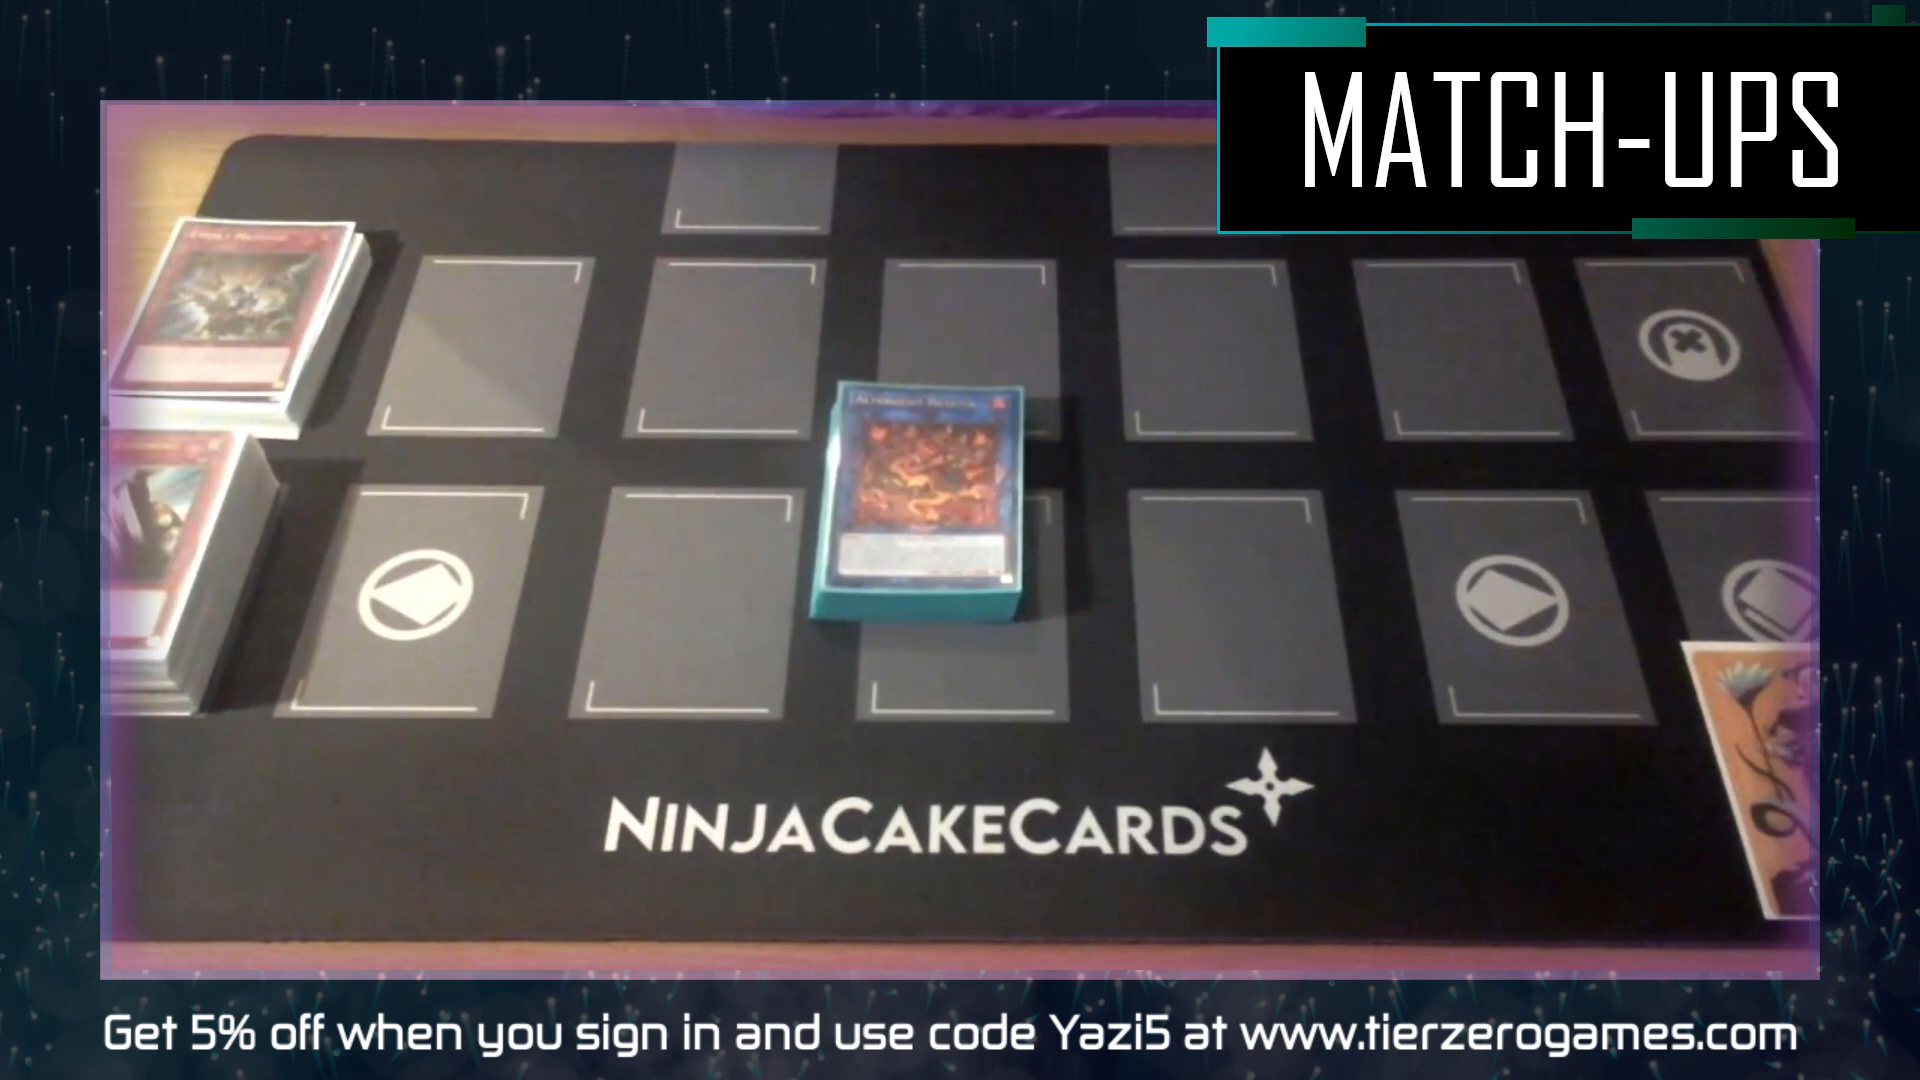 MATCH-UPS
NINJACAKECARDS
Get 5% off when you sign in and use code Yazi5 at www.tierzerogames.com